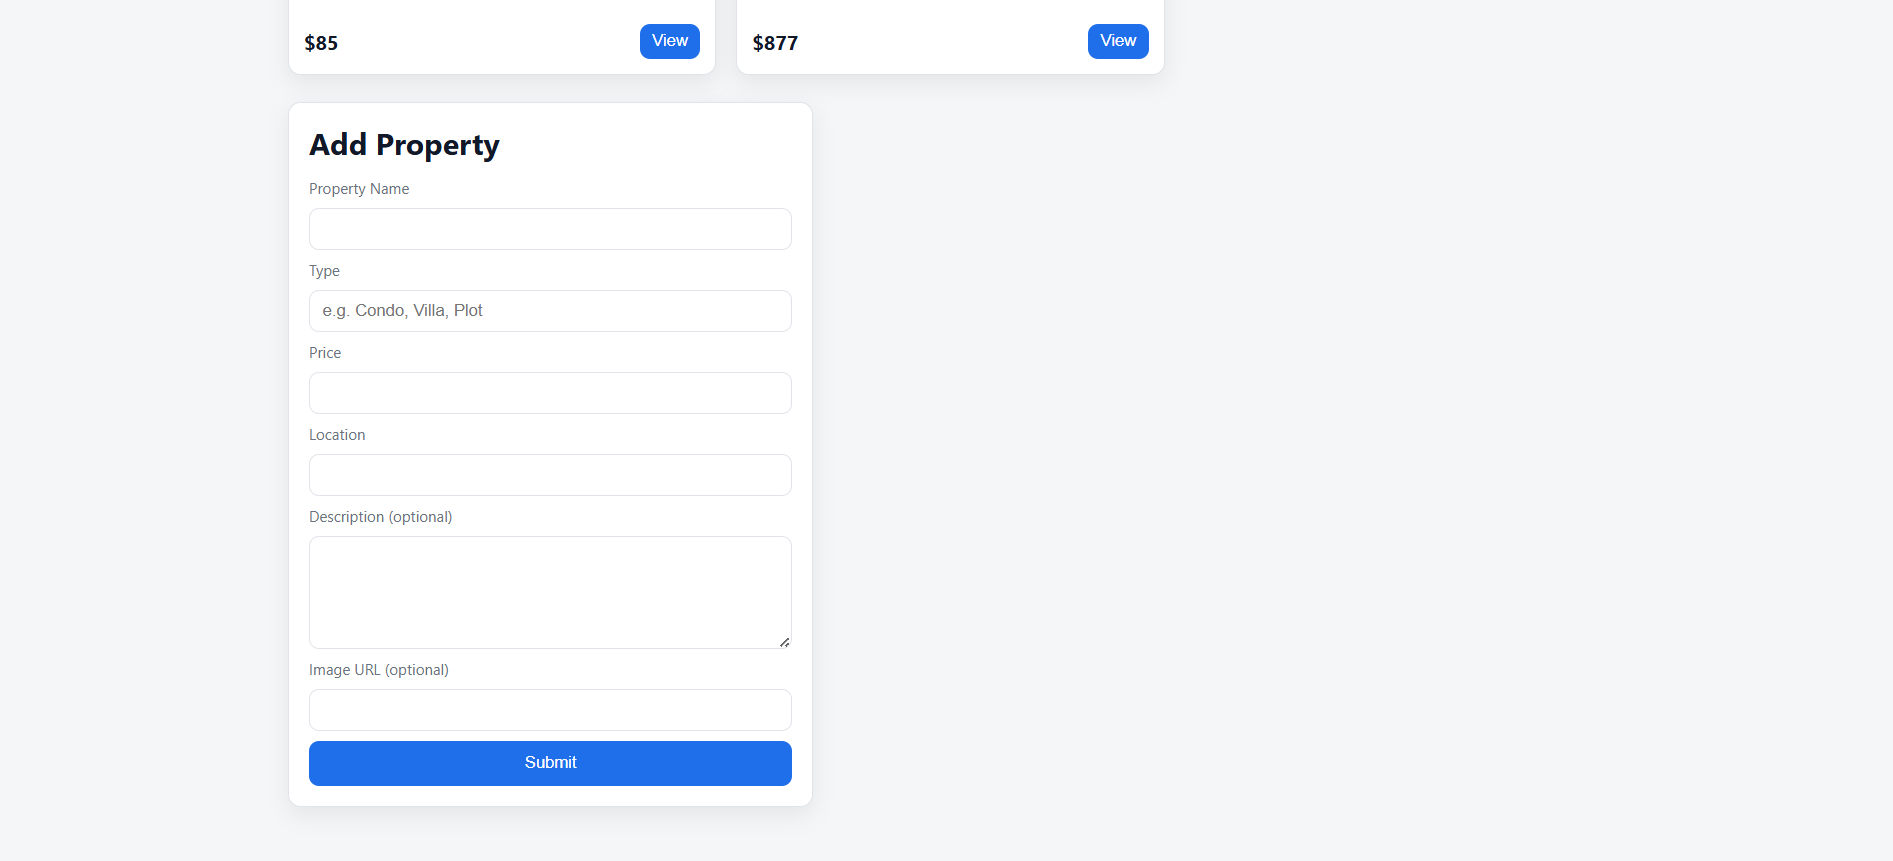 $85 View $877 View
Add Property
Property Name
Type
e.g. Condo, Villa, Plot
Price
Location
Description (optional)
Image URL (optional)
Submit